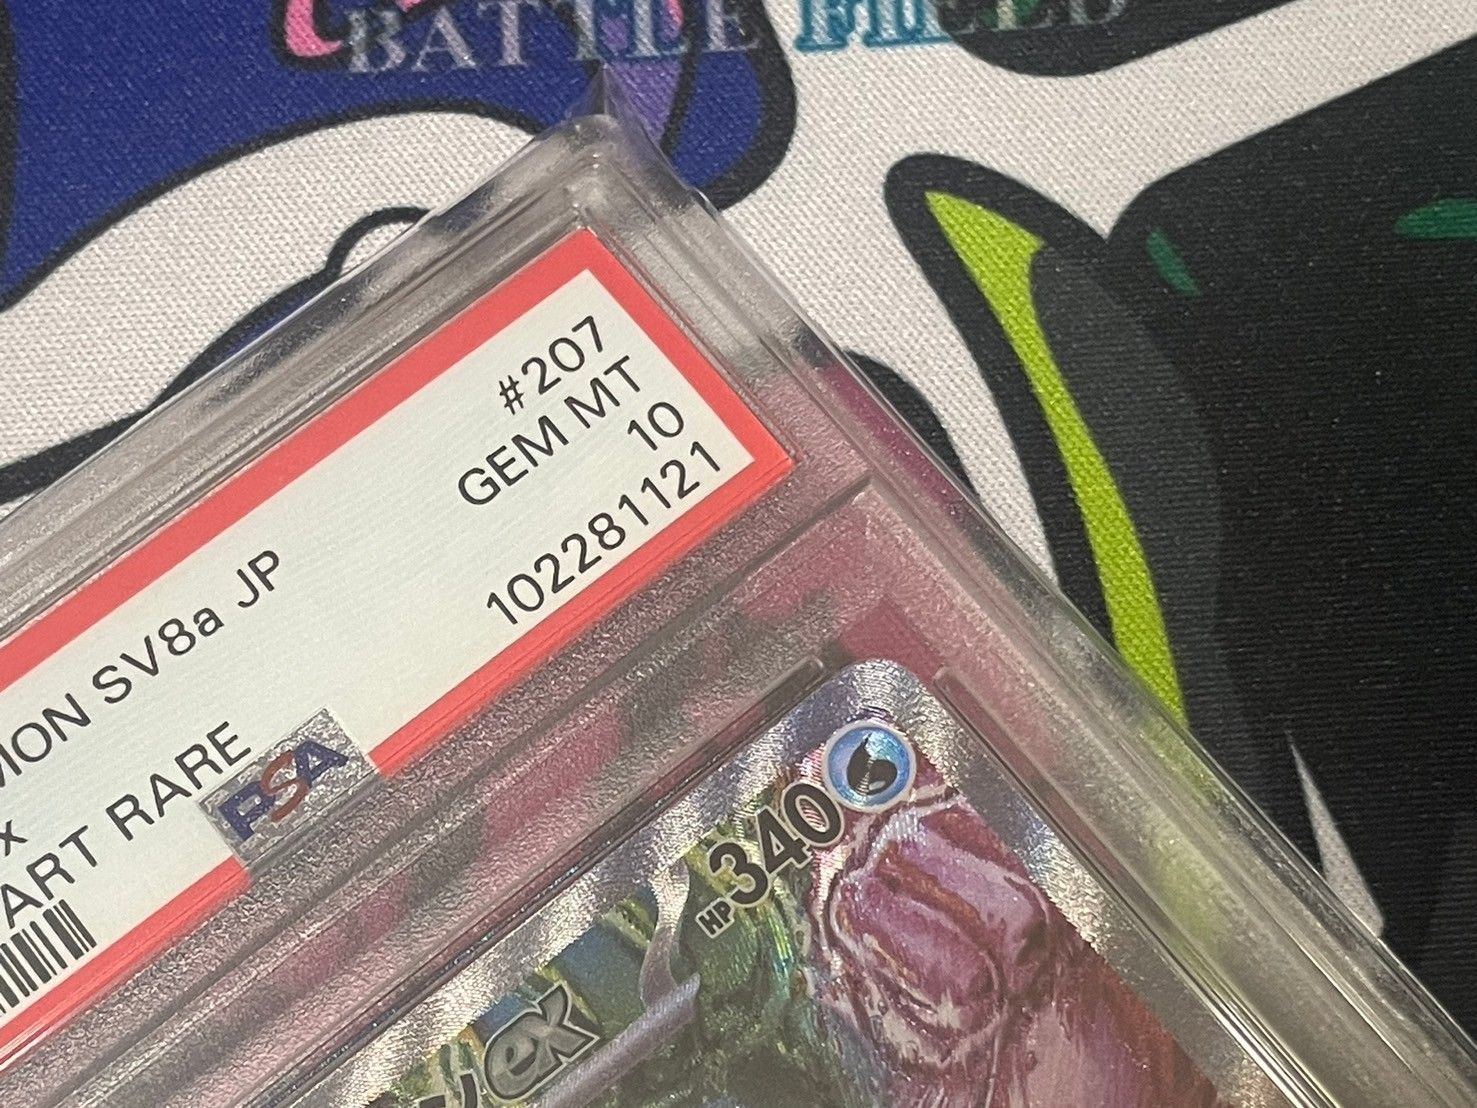 BATTLE FIELD
#207
GEM MT
10
MON SV8a JP
102281121
x
ART RARE
PSA
HP340
ex